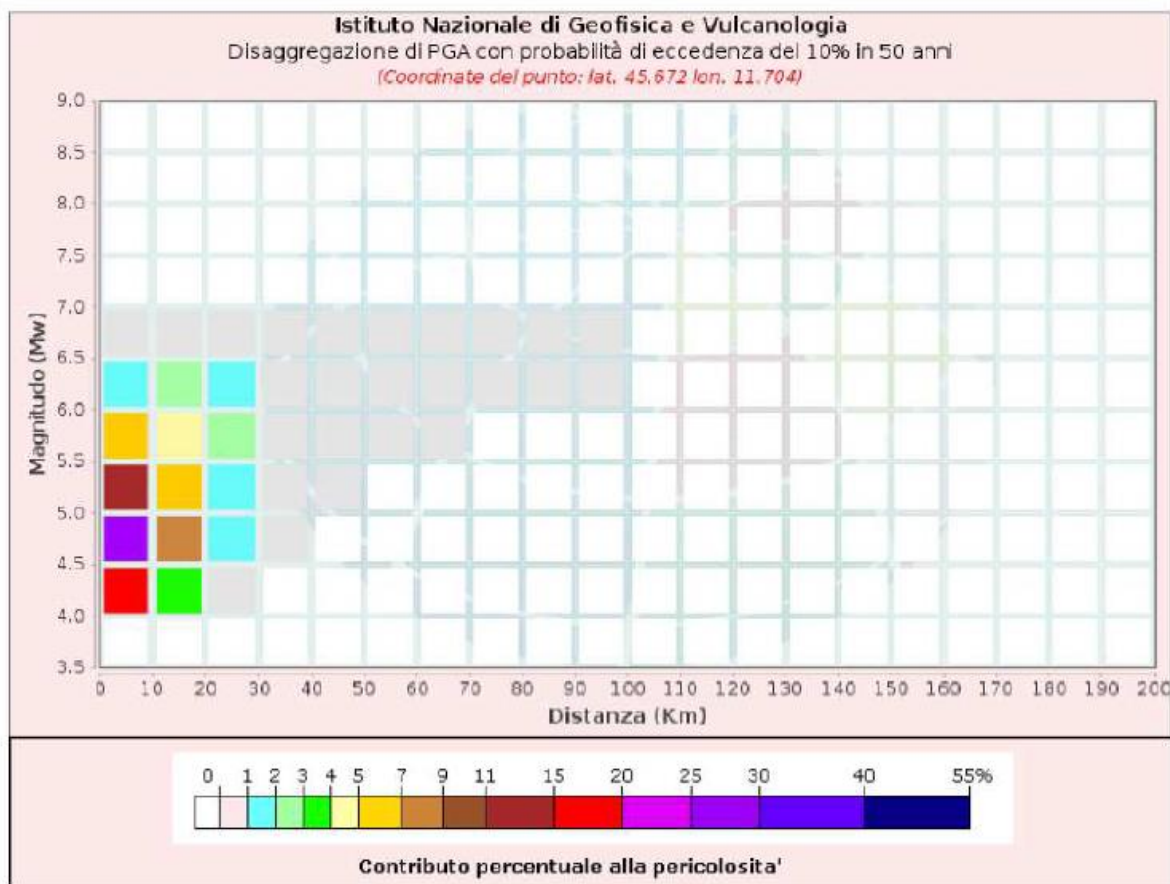 Istituto Nazionale di Geofisica e Vulcanologia
Disaggregazione di PGA con probabilità di eccedenza del 10% in 50 anni
(Coordinate del punto: lat. 45.672 lon. 11.704)
9.0
8.5
8.0
7.5
7.0
6.5
6.0
5.5
5.0
4.5
4.0
3.5
Magnitudo (Mw)
0 10 20 30 40 50 60 70 80 90 100 110 120 130 140 150 160 170 180 190 200
Distanza (Km)
0 1 2 3 4 5 7 9 11 15 20 25 30 40 55%
Contributo percentuale alla pericolosita'